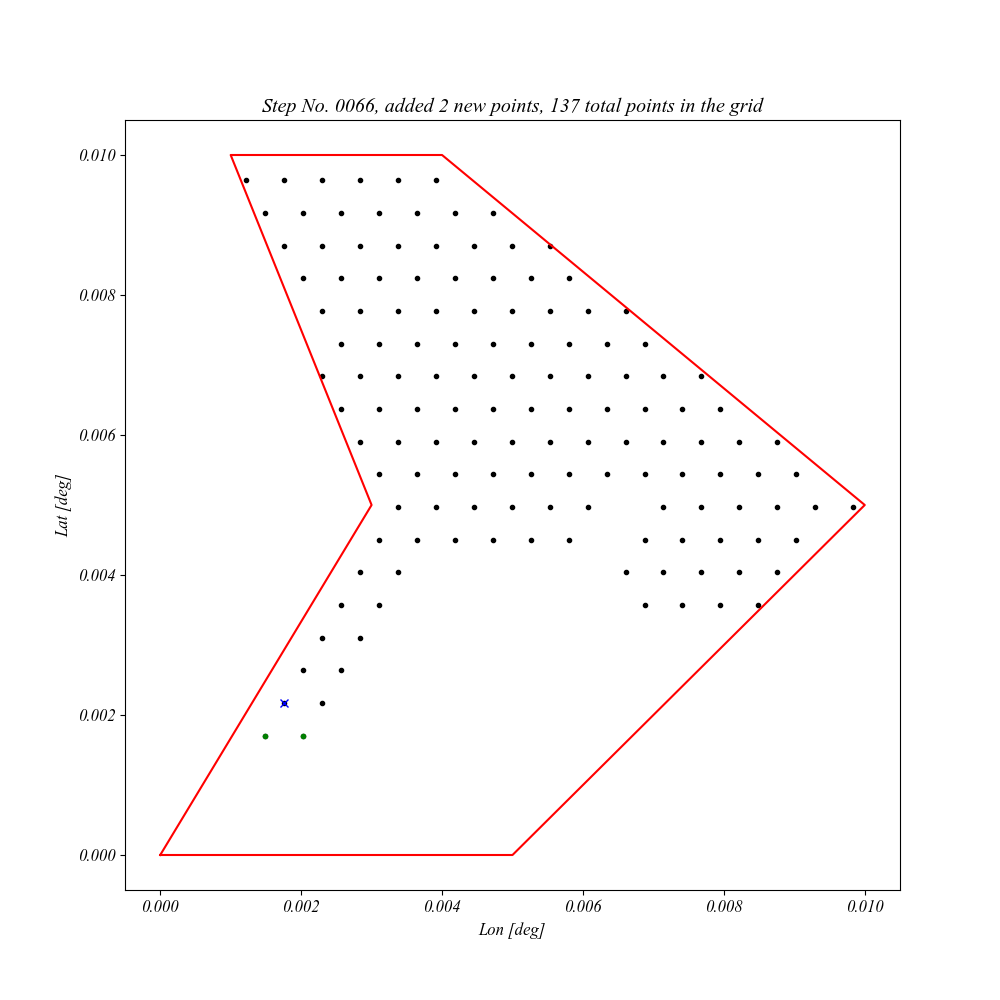 Step No. 0066, added 2 new points, 137 total points in the grid
0.010
0.008
0.006
0.004
0.002
0.000
Lat [deg]
0.000 0.002 0.004 0.006 0.008 0.010
Lon [deg]